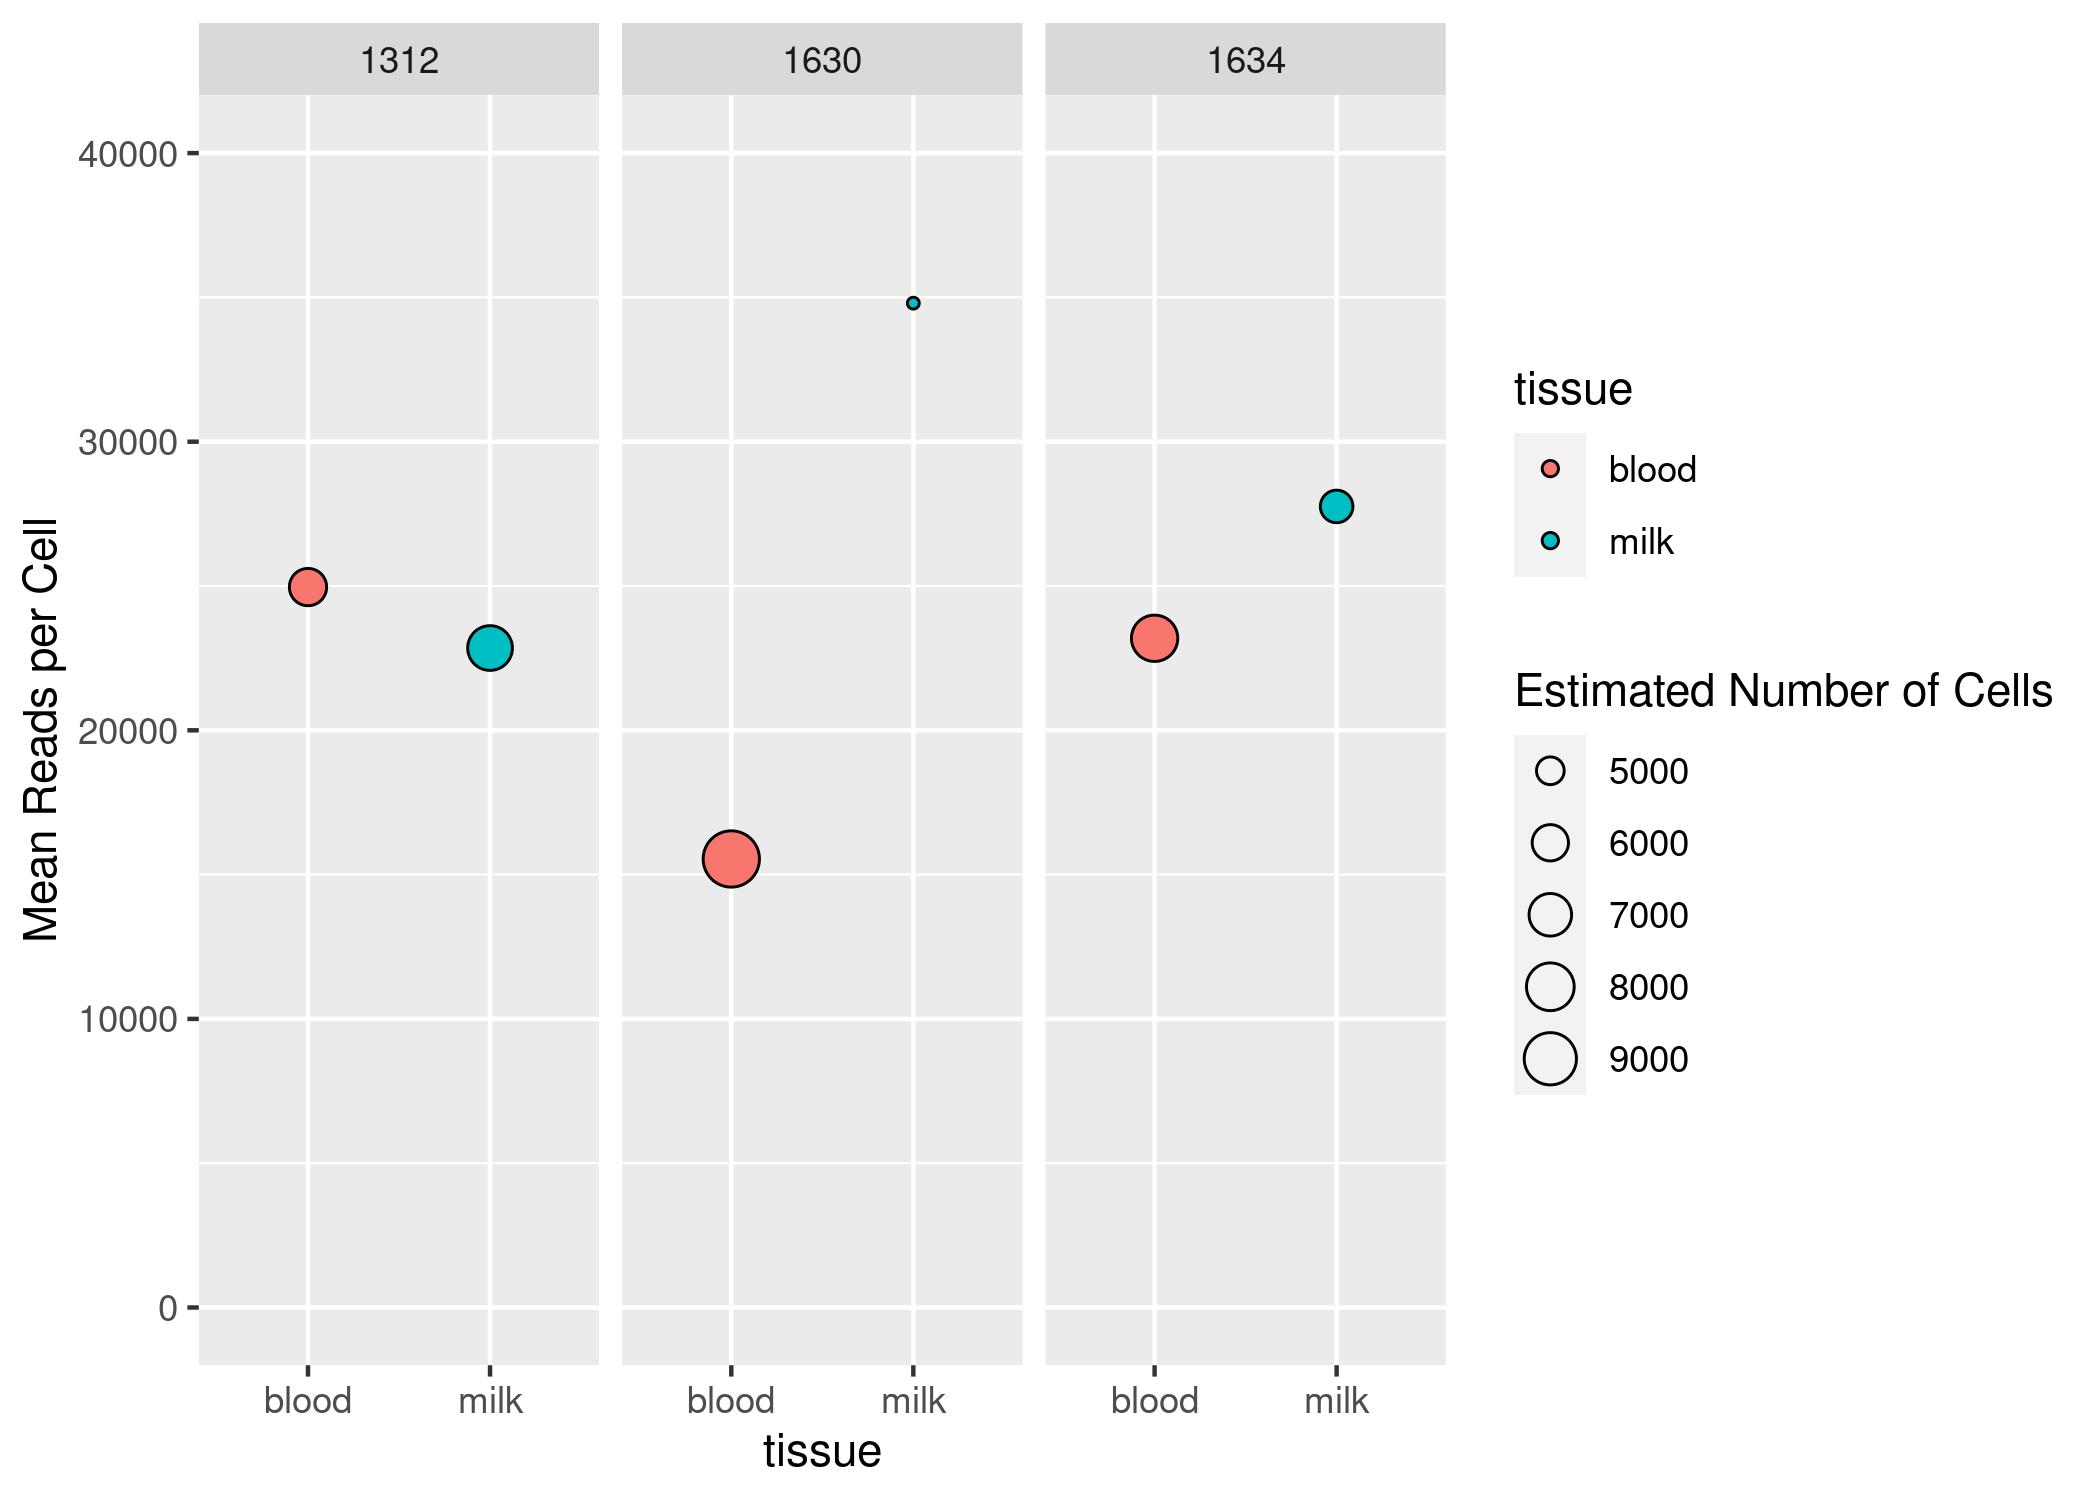 1312 1630 1634
40000
30000
20000
10000
0
Mean Reads per Cell
blood milk blood milk blood milk
tissue
tissue
blood
milk
Estimated Number of Cells
5000
6000
7000
8000
9000